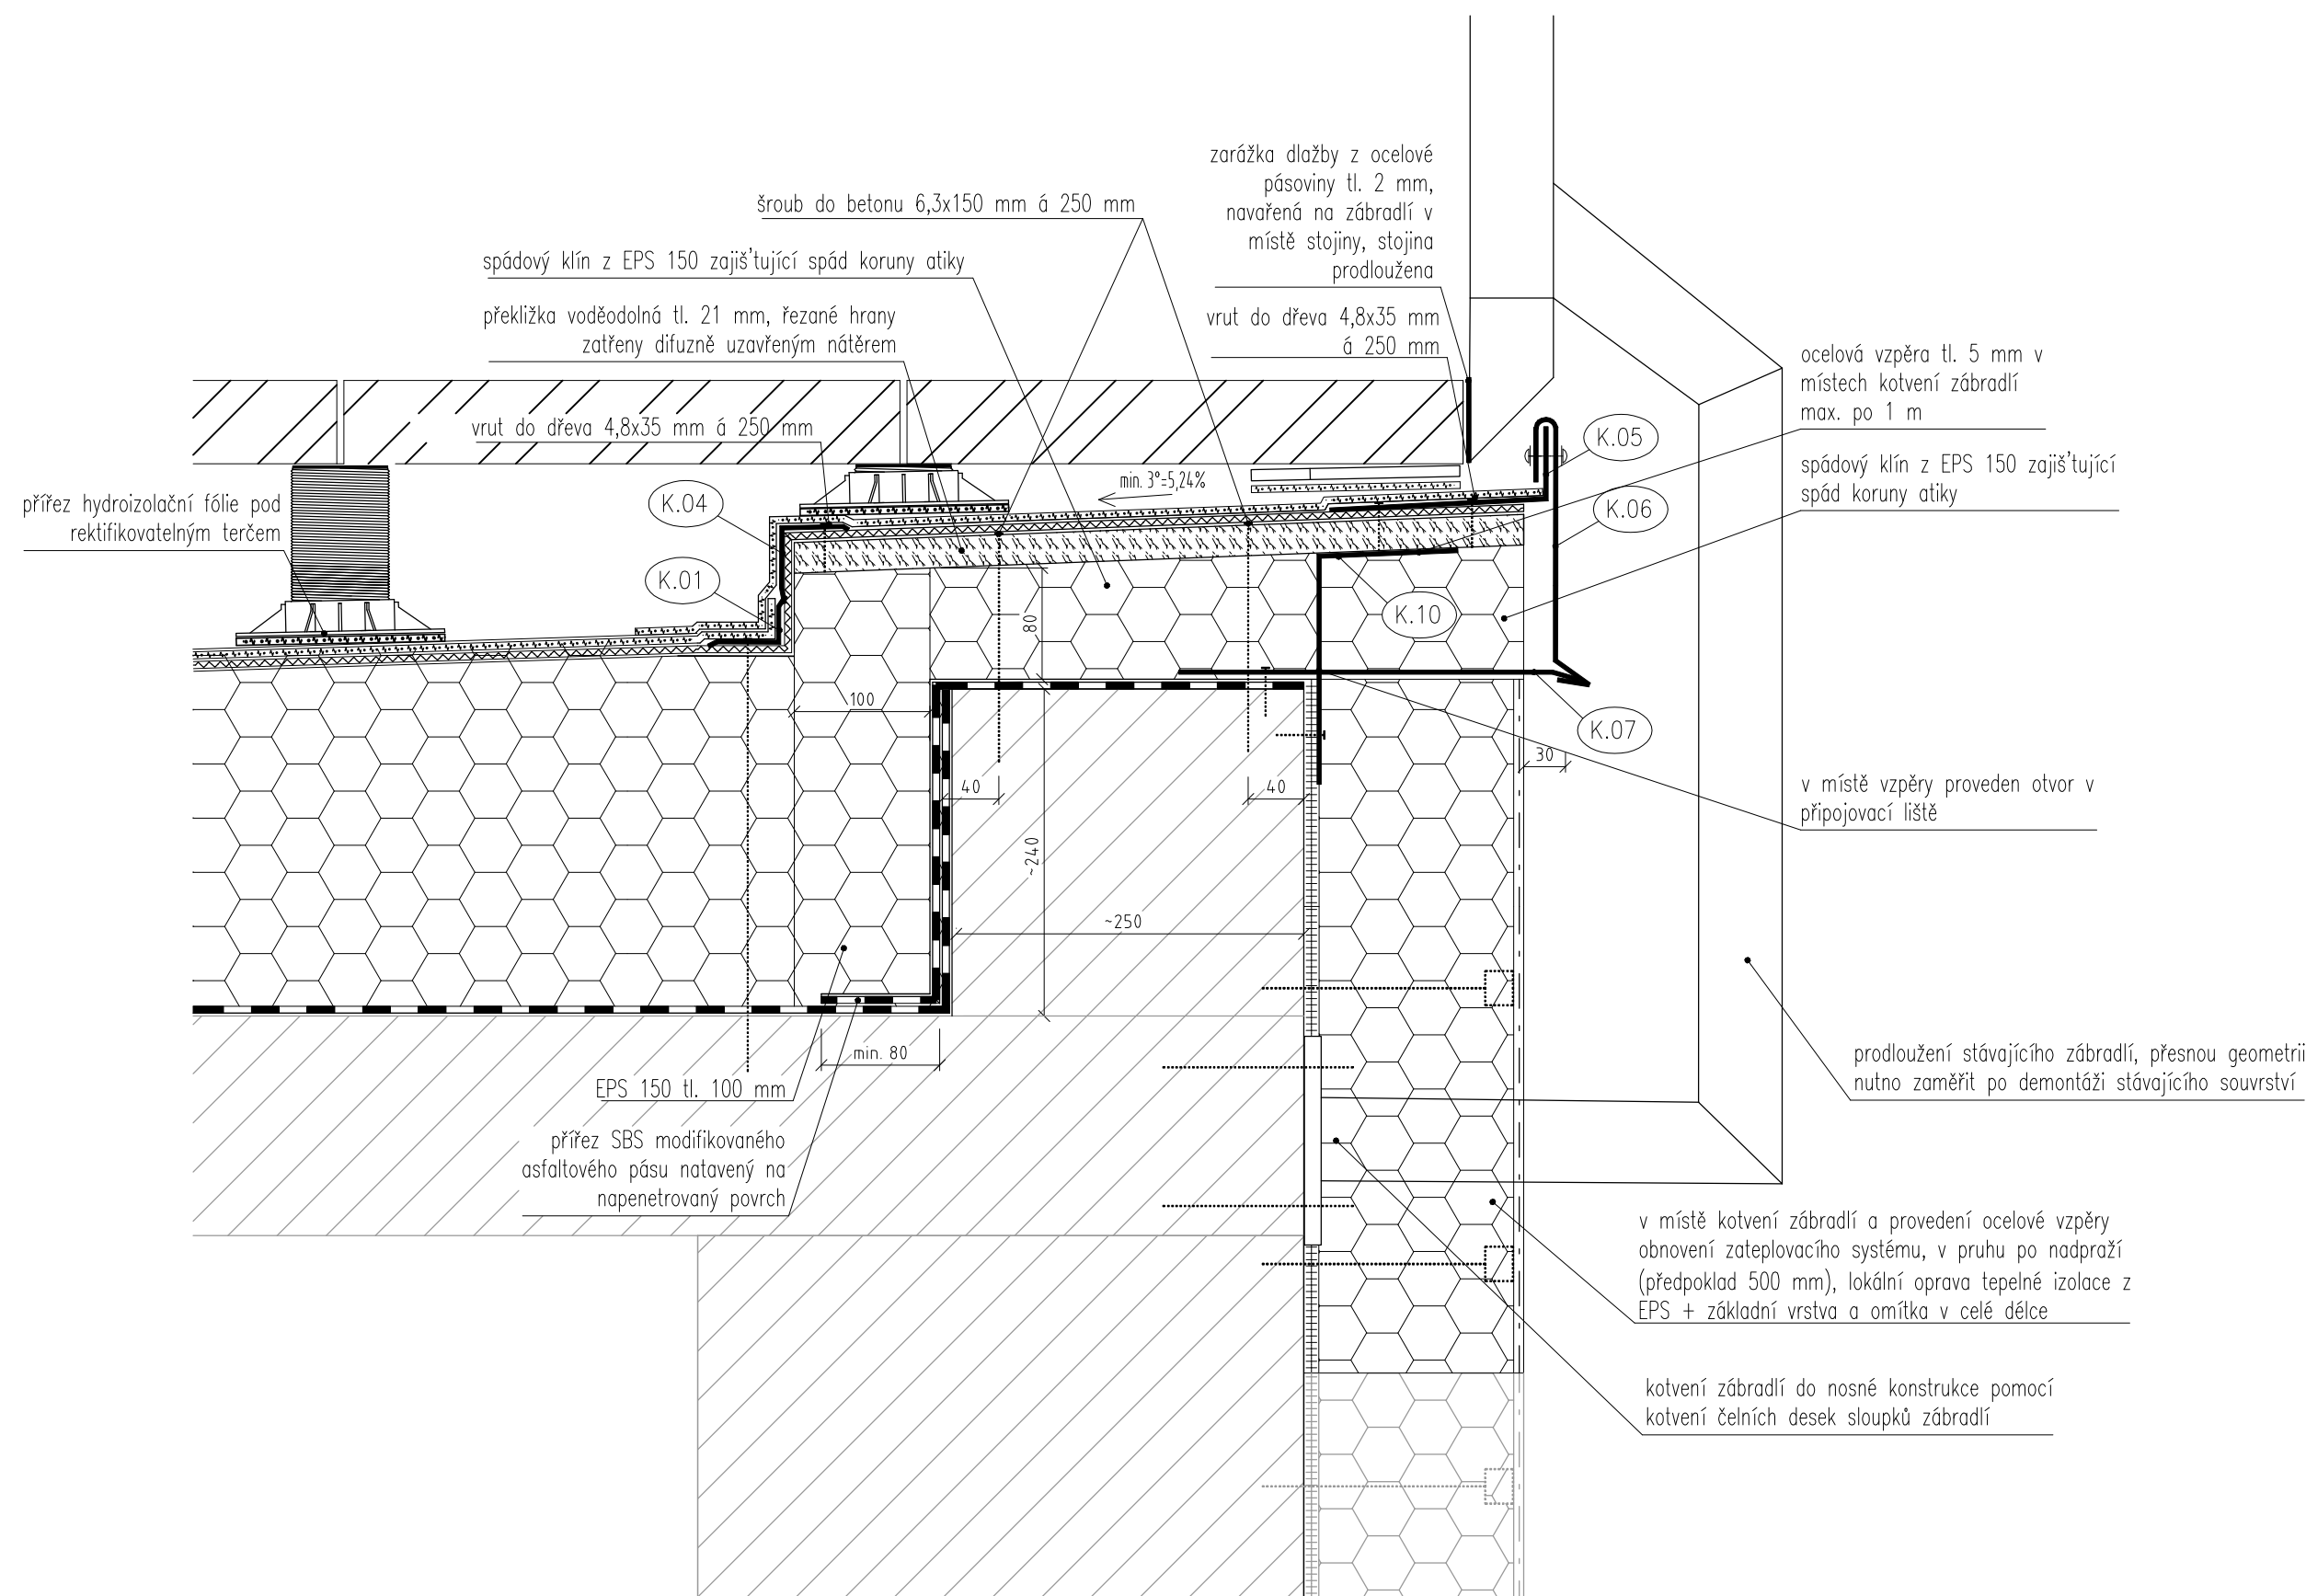 zarážka dlažby z ocelové
pásoviny tl. 2 mm,
navařená na zábradlí v
místě stojiny, stojina
prodloužena
šroub do betonu 6,3x150 mm á 250 mm
spádový klín z EPS 150 zajiš'tující spád koruny atiky
překližka voděodolná tl. 21 mm, řezané hrany
zatřeny difuzně uzavřeným nátěrem
vrut do dřeva 4,8x35 mm
á 250 mm
ocelová vzpěra tl. 5 mm v
místech kotvení zábradlí
max. po 1 m
vrut do dřeva 4,8x35 mm á 250 mm
K.05
spádový klín z EPS 150 zajiš'tující
spád koruny atiky
min. 3°=5,24%
přířez hydroizolační fólie pod
rektifikovatelným terčem
K.04
K.06
K.01
K.10
80
100
K.07
30
40
40
v místě vzpěry proveden otvor v
připojovací liště
~240
~250
min. 80
EPS 150 tl. 100 mm
prodloužení stávajícího zábradlí, přesnou geometrii
nutno zaměřit po demontáži stávajícího souvrství
přířez SBS modifikovaného
asfaltového pásu natavený na
napenetrovaný povrch
v místě kotvení zábradlí a provedení ocelové vzpěry
obnovení zateplovacího systému, v pruhu po nadpraží
(předpoklad 500 mm), lokální oprava tepelné izolace z
EPS + základní vrstva a omítka v celé délce
kotvení zábradlí do nosné konstrukce pomocí
kotvení čelních desek sloupků zábradlí